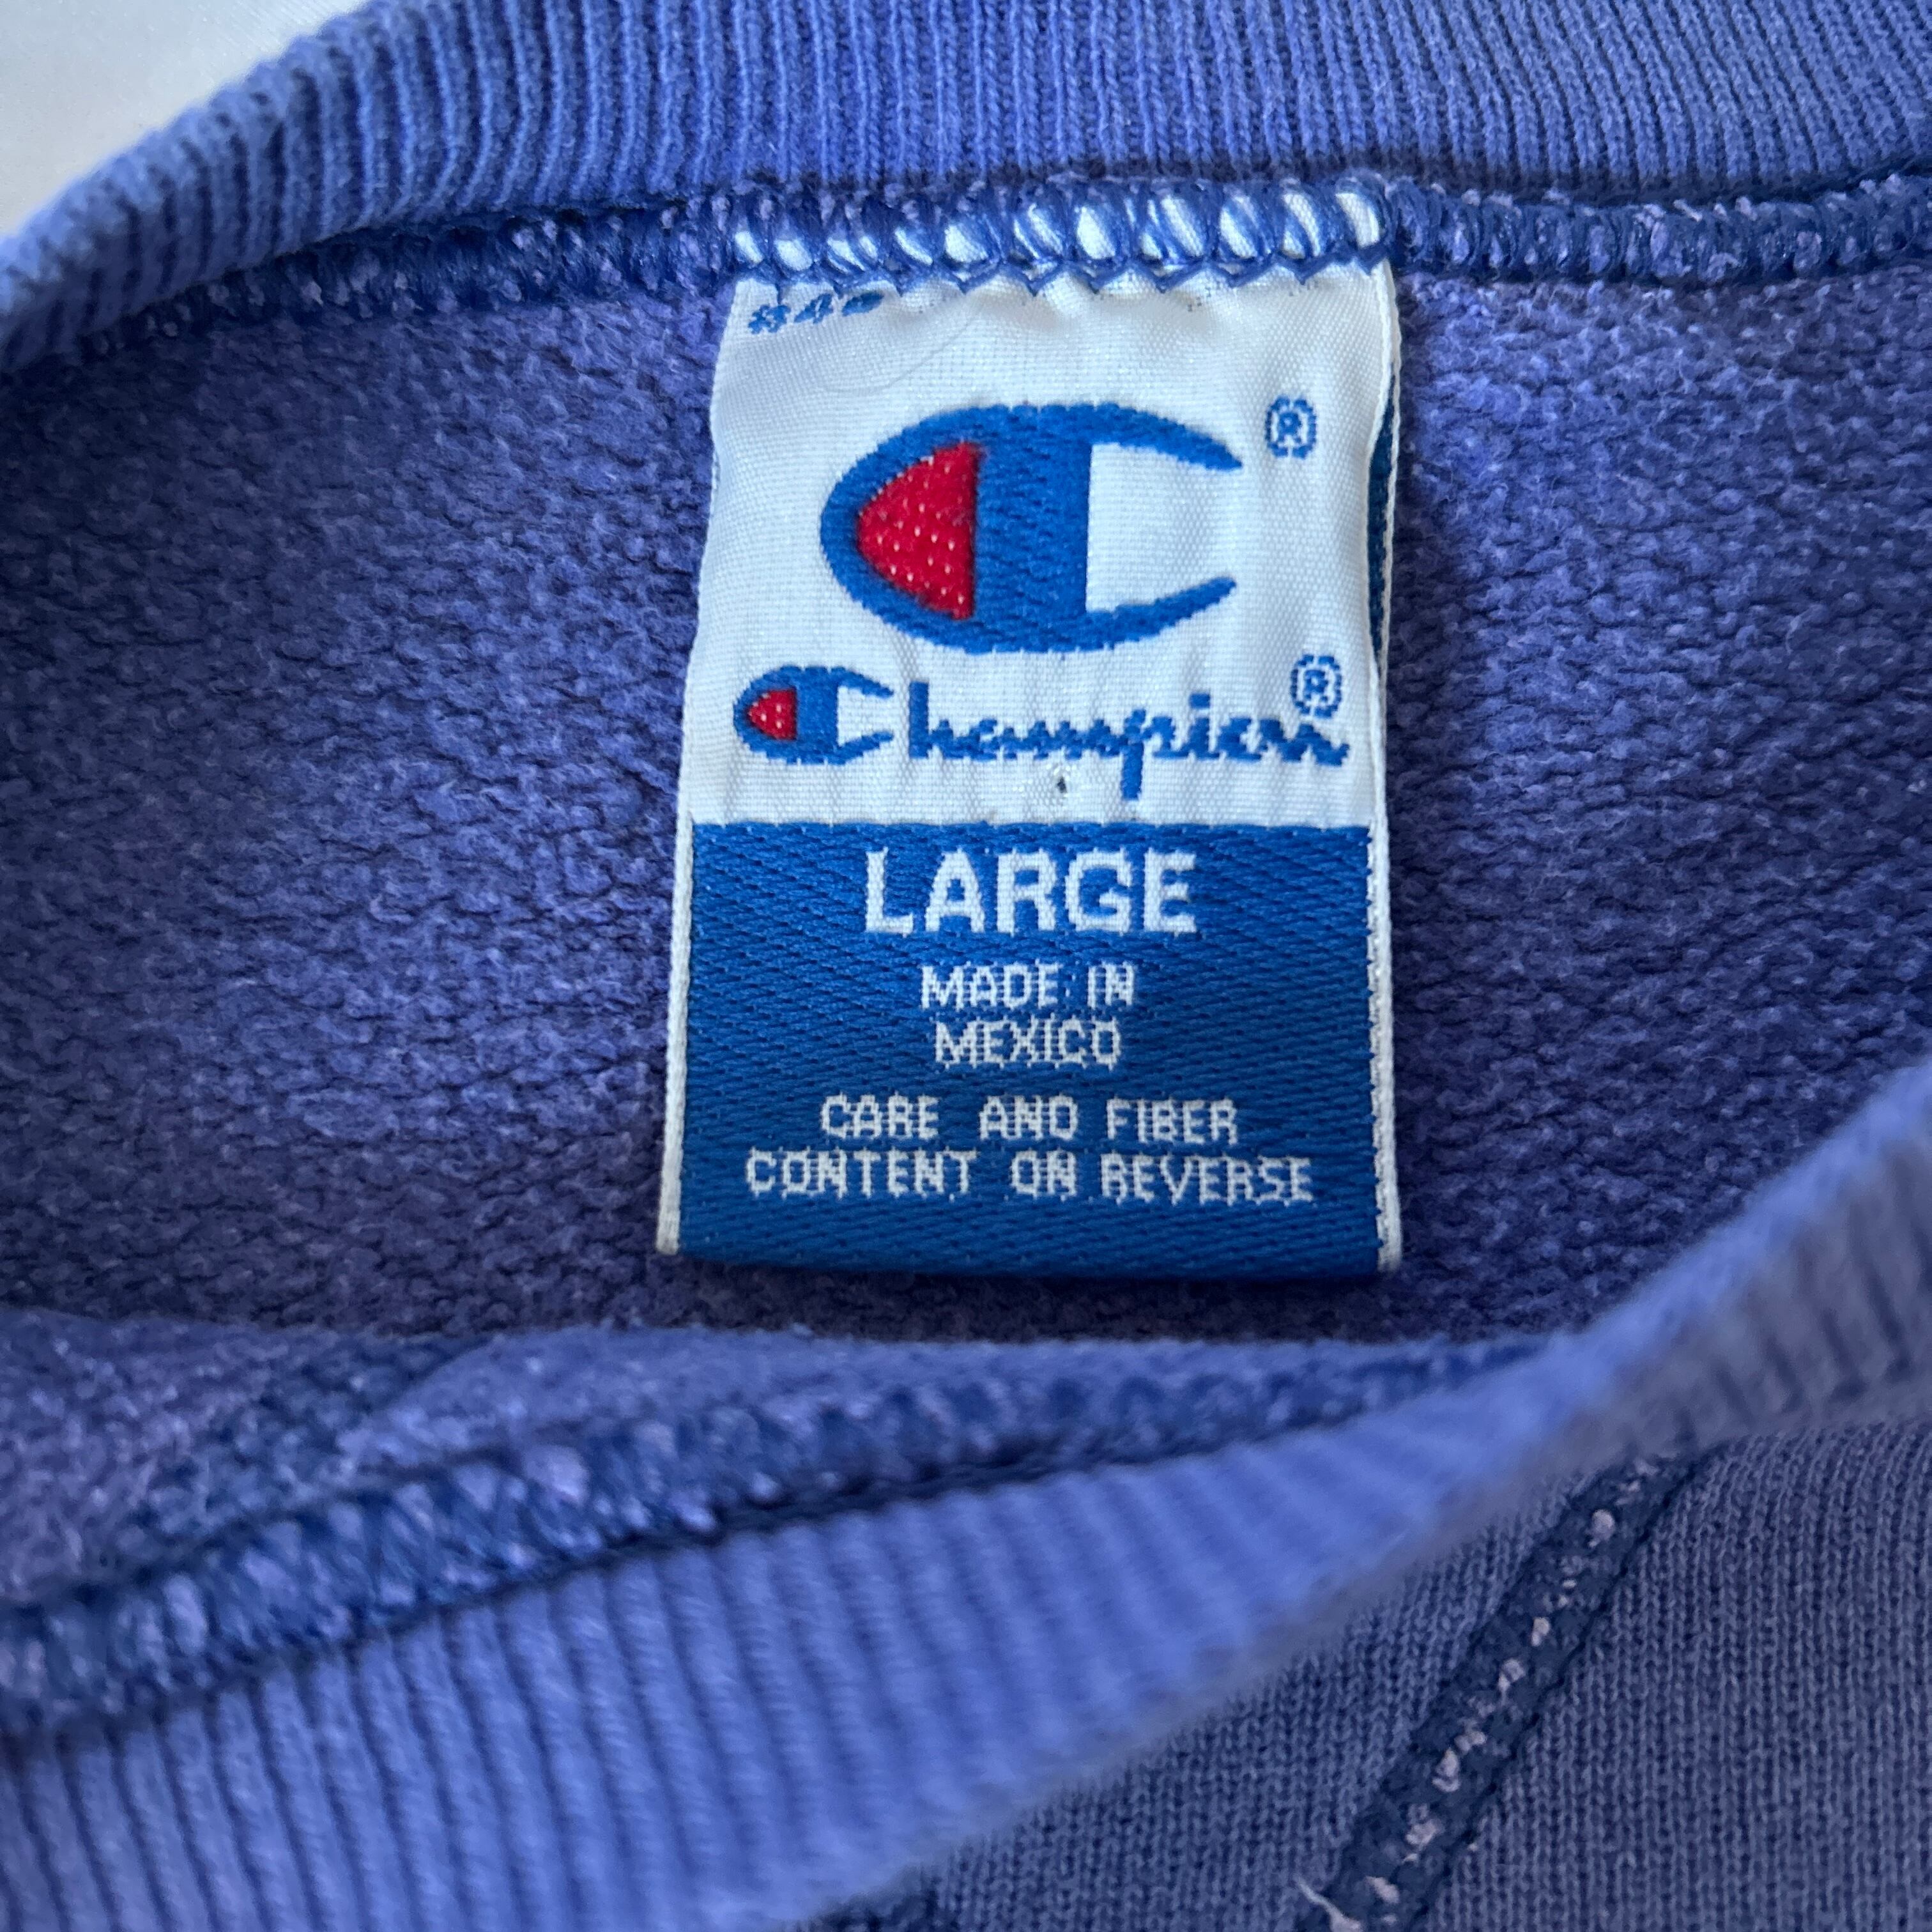 ®
Champion®
LARGE
MADE IN
MEXICO
CARE AND FIBER
CONTENT ON REVERSE